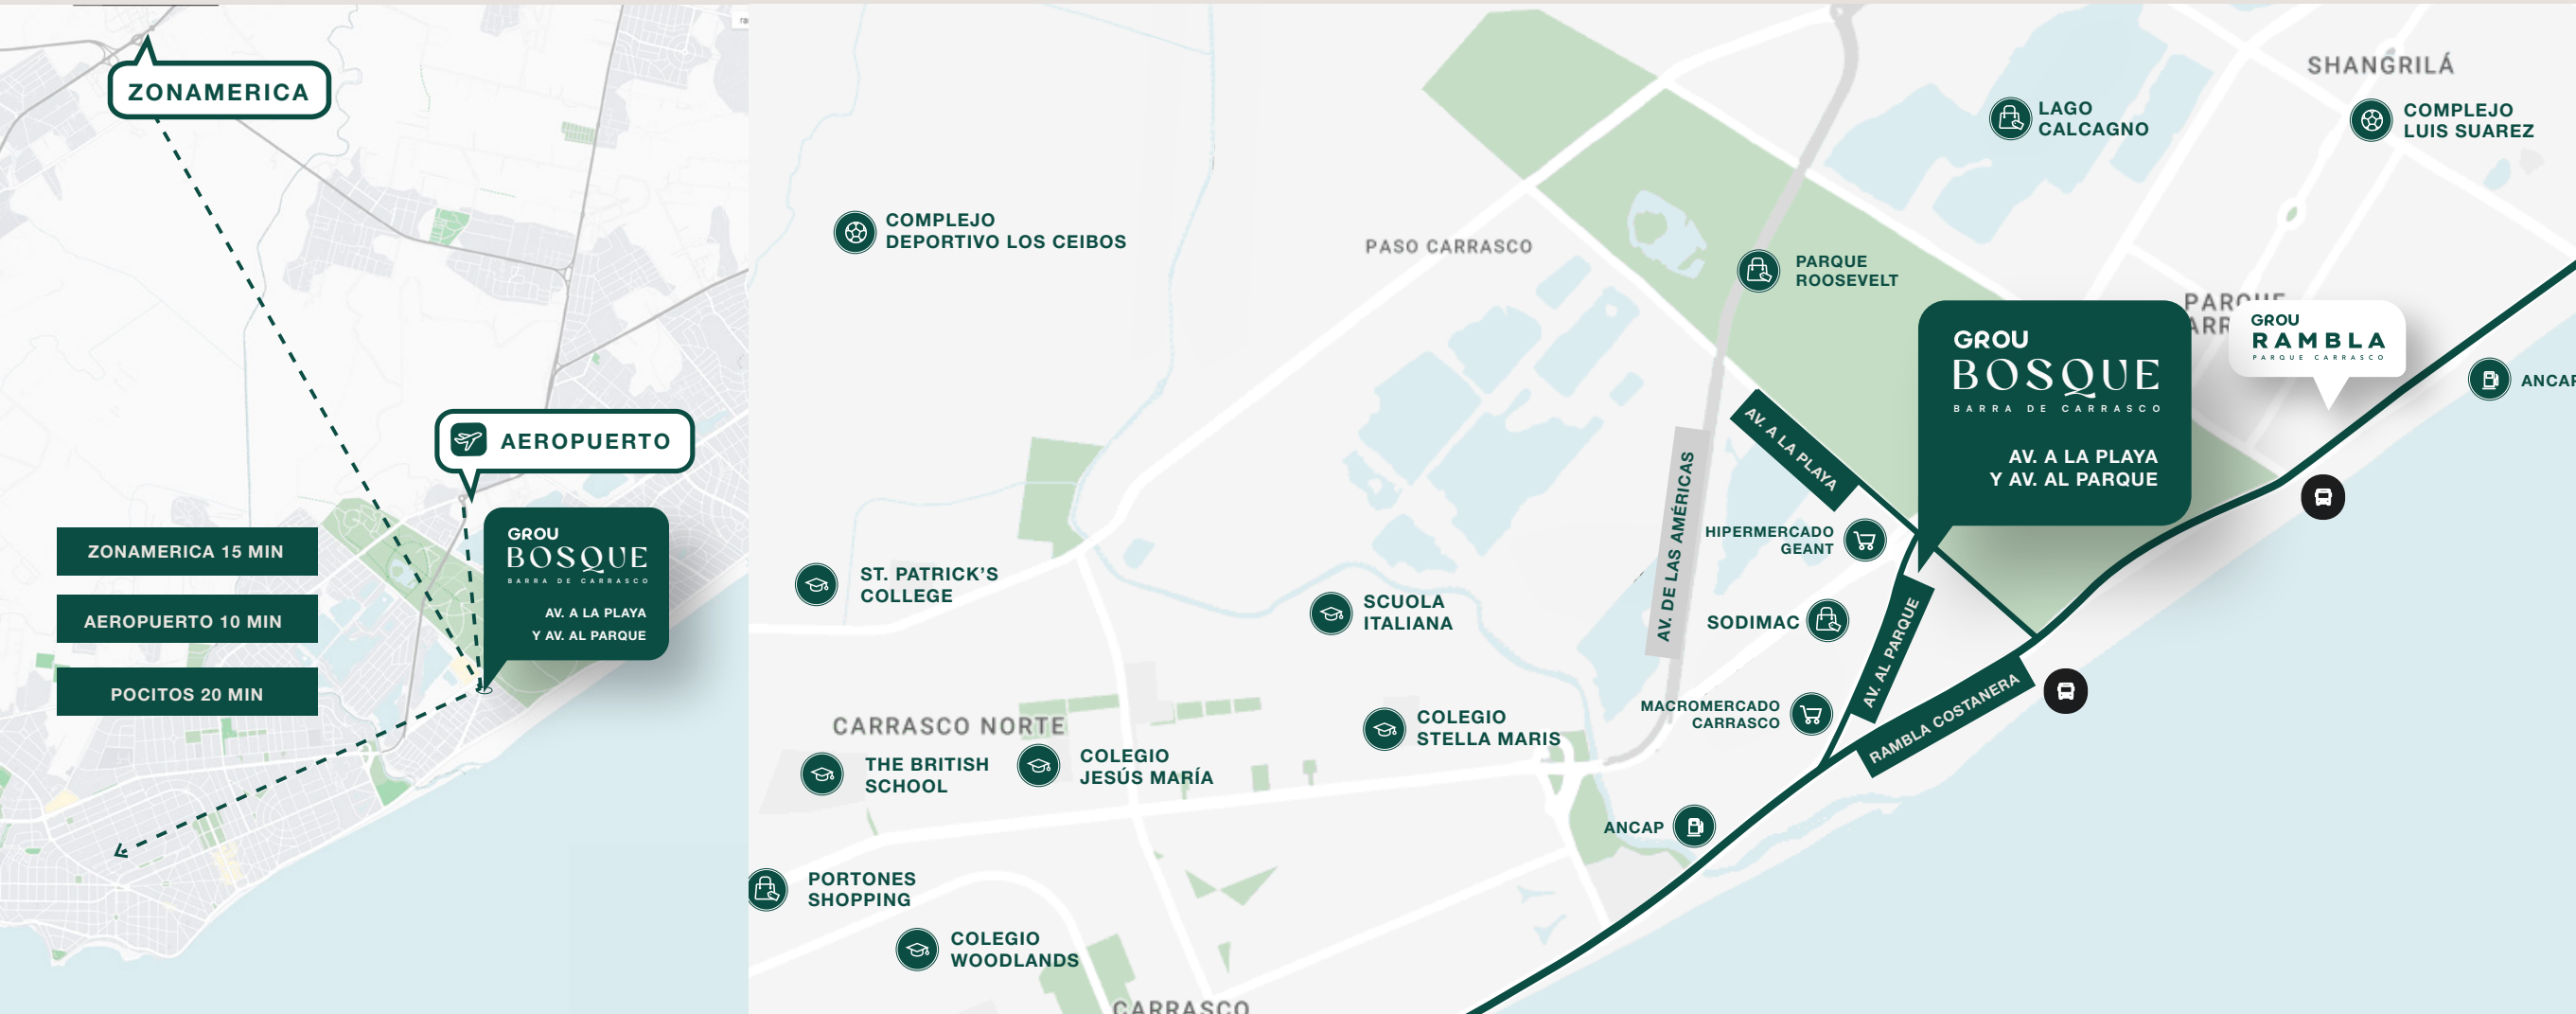 ZONAMERICA
AEROPUERTO
GROU
BOSQUE
BARRA DE CARRASCO
AV. A LA PLAYA
Y AV. AL PARQUE
ZONAMERICA 15 MIN
AEROPUERTO 10 MIN
POCITOS 20 MIN
SHANGRILÁ
LAGO
CALCAGNO
COMPLEJO
LUIS SUAREZ
COMPLEJO
DEPORTIVO LOS CEIBOS
PASO CARRASCO
PARQUE
ROOSEVELT
PARQUE
GROU
RAMBLA
PARQUE CARRASCO
GROU
BOSQUE
BARRA DE CARRASCO
AV. A LA PLAYA
Y AV. AL PARQUE
ANCAP
AV. A LA PLAYA
AV. DE LAS AMÉRICAS
HIPERMERCADO
GEANT
ST. PATRICK'S
COLLEGE
SCUOLA
ITALIANA
SODIMAC
AV. AL PARQUE
MACROMERCADO
CARRASCO
RAMBLA COSTANERA
CARRASCO NORTE
COLEGIO
STELLA MARIS
THE BRITISH
SCHOOL
COLEGIO
JESÚS MARÍA
ANCAP
PORTONES
SHOPPING
COLEGIO
WOODLANDS
CARRASCO